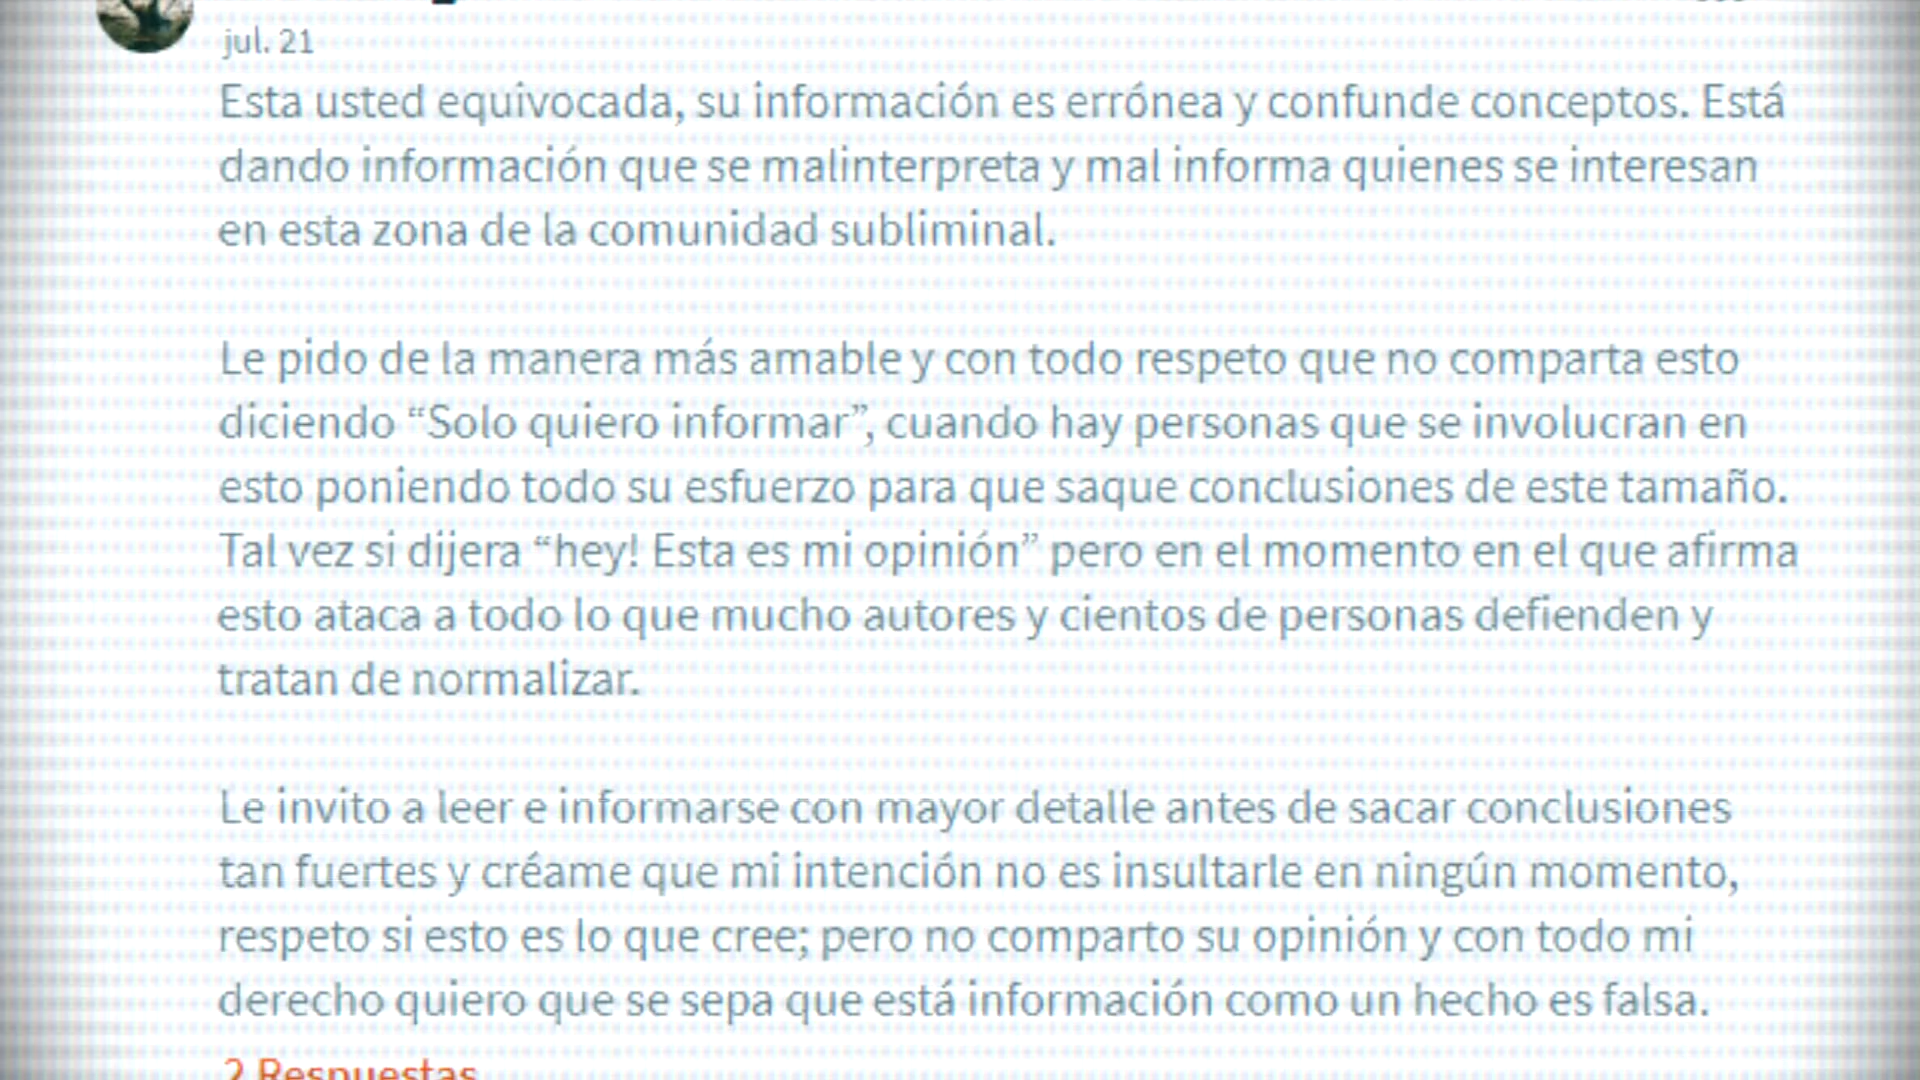 jul. 21
Esta usted equivocada, su información es errónea y confunde conceptos. Está
dando información que se malinterpreta y mal informa quienes se interesan
en esta zona de la comunidad subliminal.
Le pido de la manera más amable y con todo respeto que no comparta esto
diciendo “Solo quiero informar”, cuando hay personas que se involucran en
esto poniendo todo su esfuerzo para que saque conclusiones de este tamaño.
Tal vez si dijera “hey! Esta es mi opinión” pero en el momento en el que afirma
esto ataca a todo lo que mucho autores y cientos de personas defienden y
tratan de normalizar.
Le invito a leer e informarse con mayor detalle antes de sacar conclusiones
tan fuertes y créame que mi intención no es insultarle en ningún momento,
respeto si esto es lo que cree; pero no comparto su opinión y con todo mi
derecho quiero que se sepa que está información como un hecho es falsa.
2 Respuestas